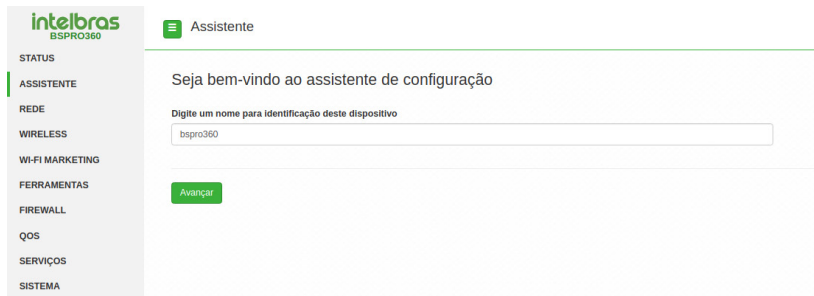 intelbras
BSPRO360
STATUS
ASSISTENTE
REDE
WIRELESS
WI-FI MARKETING
FERRAMENTAS
FIREWALL
QOS
SERVIÇOS
SISTEMA
Assistente
Seja bem-vindo ao assistente de configuração
Digite um nome para identificação deste dispositivo
bspro360
Avançar